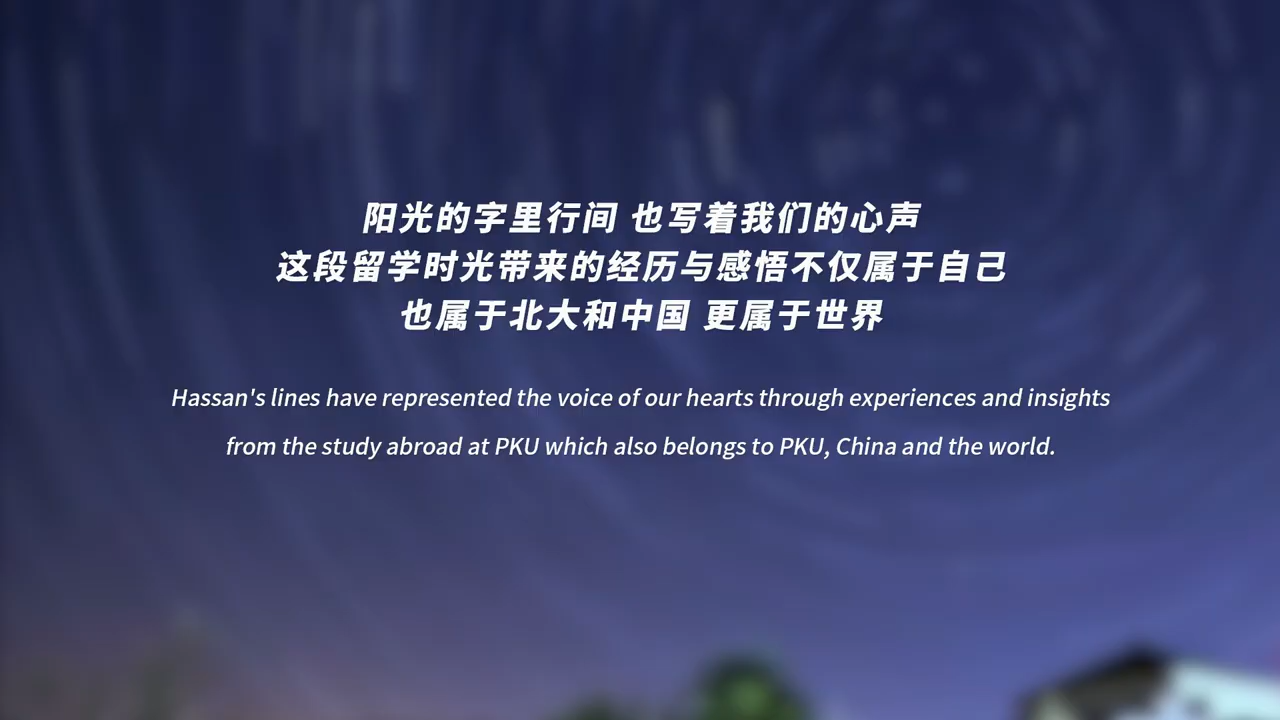 阳光的字里行间 也写着我们的心声
这段留学时光带来的经历与感悟不仅属于自己
也属于北大和中国 更属于世界
Hassan's lines have represented the voice of our hearts through experiences and insights
from the study abroad at PKU which also belongs to PKU, China and the world.